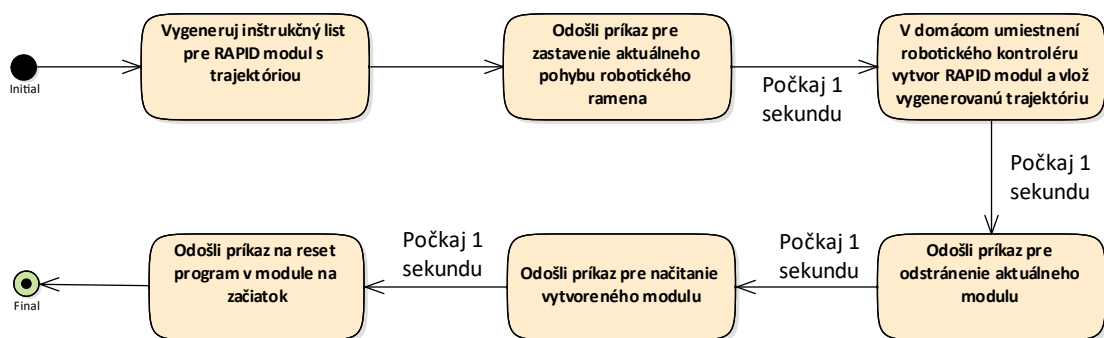 Initial
Vygeneruj inštrukčný list
pre RAPID modul s
trajektóriou
Odošli príkaz pre
zastavenie aktuálneho
pohybu robotického
ramena
Počkaj 1
sekundu
V domácom umiestnení
robotického kontroléru
vytvor RAPID modul a vlož
vygenerovanú trajektóriu
Počkaj 1
sekundu
Odošli príkaz pre
odstránenie aktuálneho
modulu
Počkaj 1
sekundu
Odošli príkaz pre načitanie
vytvoreného modulu
Počkaj 1
sekundu
Odošli príkaz na reset
program v module na
začiatok
Final